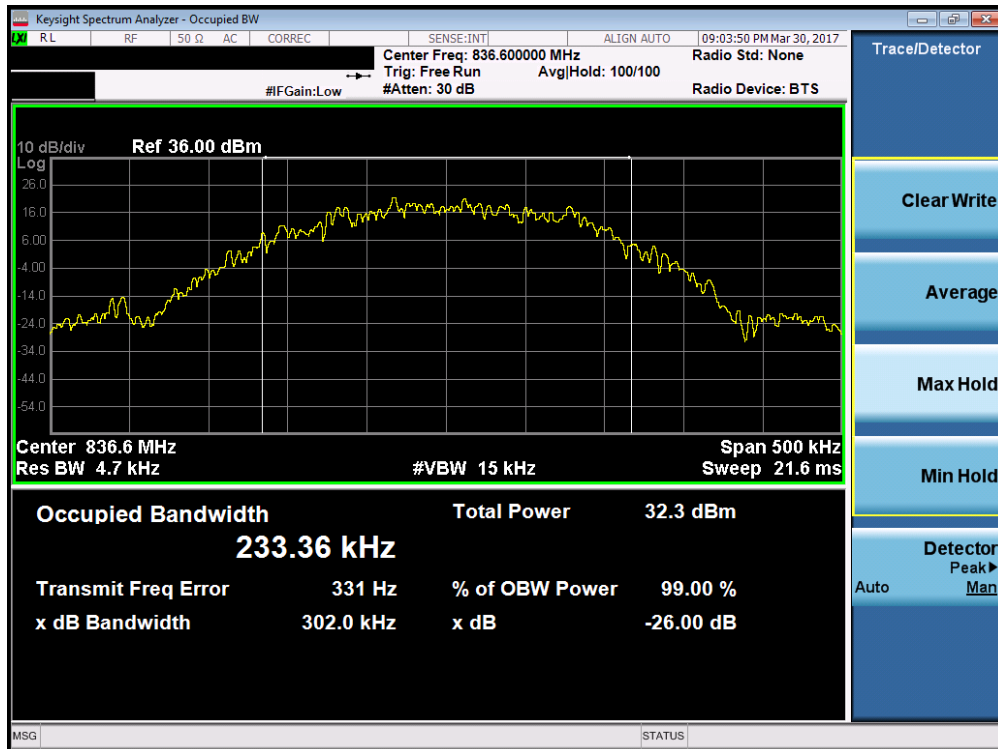 Keysight Spectrum Analyzer - Occupied BW
LXI RL RF 50 Ω AC CORREC SENSE:INT ALIGN AUTO 09:03:50 PM Mar 30, 2017
Center Freq: 836.600000 MHz Radio Std: None
Trig: Free Run Avg|Hold: 100/100
#IFGain:Low #Atten: 30 dB Radio Device: BTS
10 dB/div Ref 36.00 dBm
Log
26.0
16.0
6.00
-4.00
-14.0
-24.0
-34.0
-44.0
-54.0
Center 836.6 MHz Span 500 kHz
Res BW 4.7 kHz #VBW 15 kHz Sweep 21.6 ms
Occupied Bandwidth Total Power 32.3 dBm
233.36 kHz
Transmit Freq Error 331 Hz % of OBW Power 99.00 %
x dB Bandwidth 302.0 kHz x dB -26.00 dB
MSG STATUS
Trace/Detector
Clear Write
Average
Max Hold
Min Hold
Detector
Peak▶
Auto Man